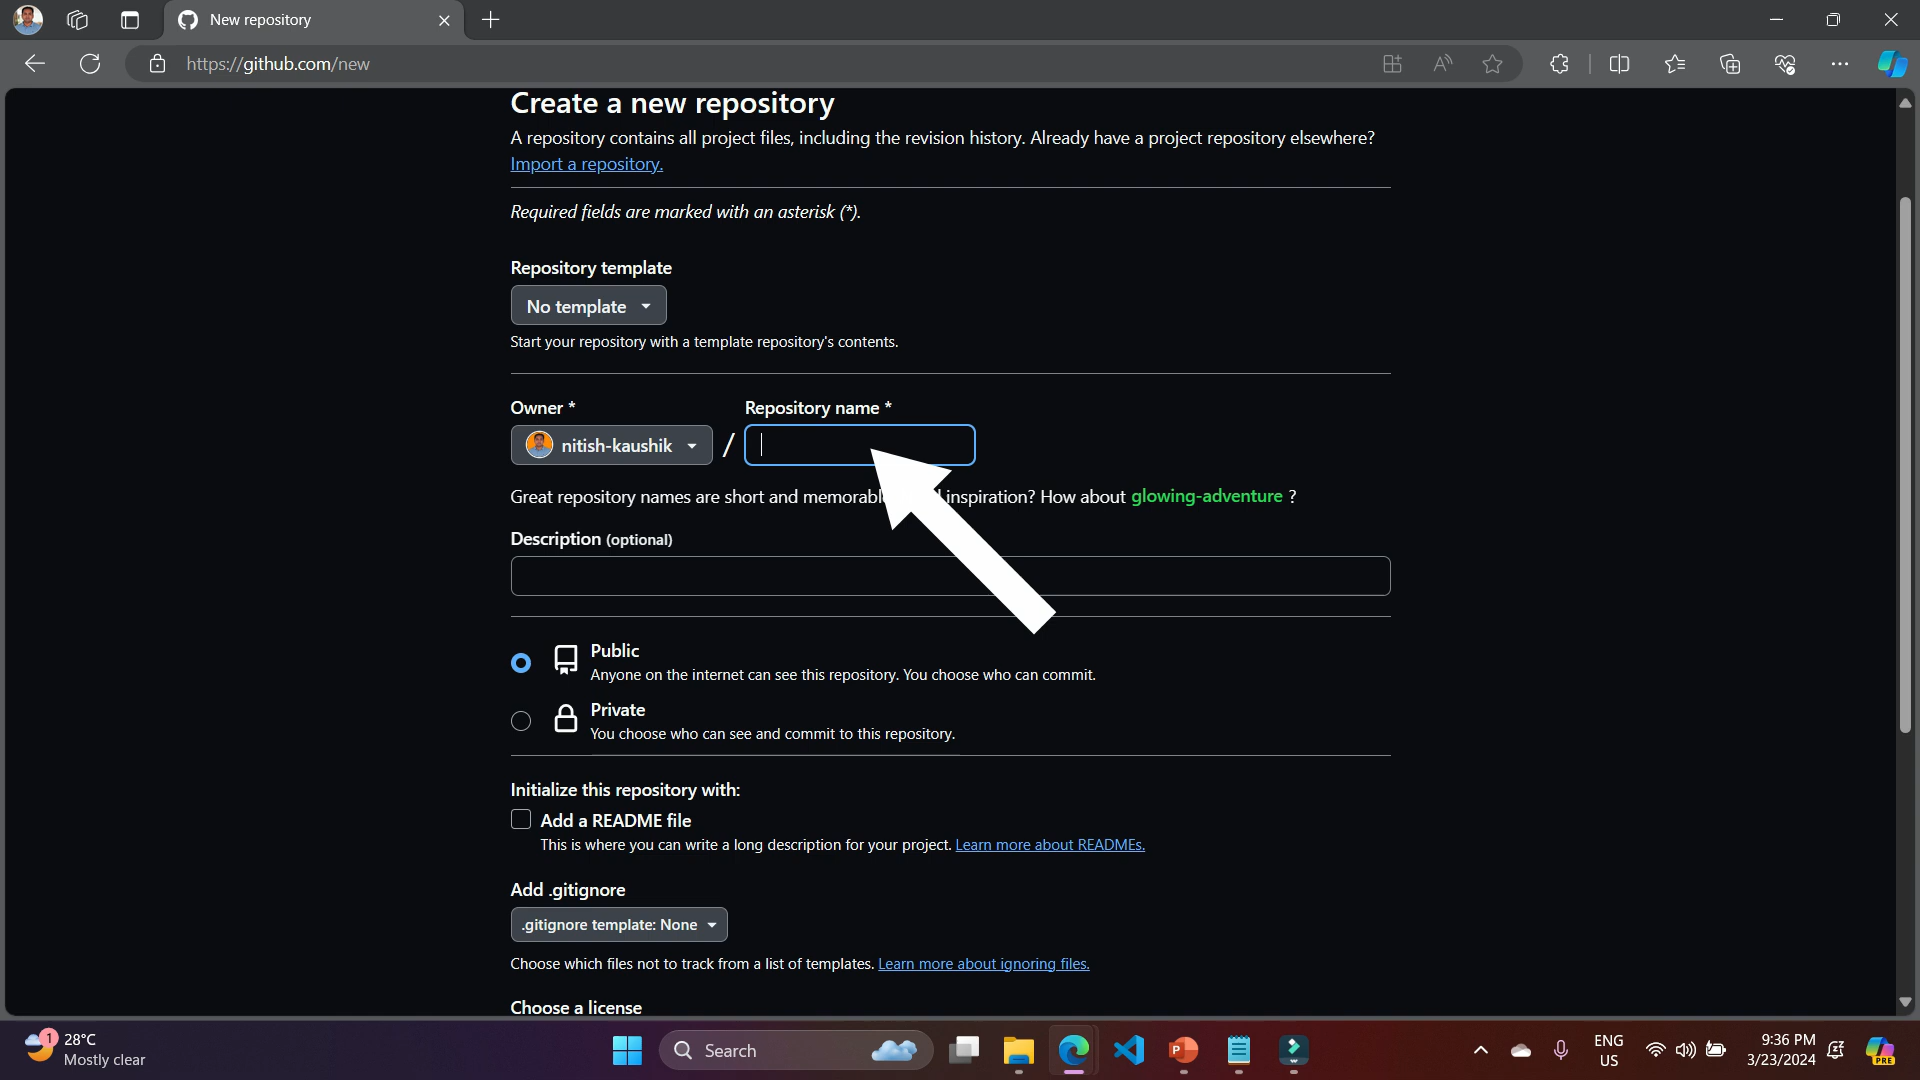 New repository
https://github.com/new
Create a new repository
A repository contains all project files, including the revision history. Already have a project repository elsewhere?
Import a repository.
Required fields are marked with an asterisk (*).
Repository template
No template
Start your repository with a template repository's contents.
Owner *
Repository name *
nitish-kaushik
/
Great repository names are short and inspiration? How about glowing-adventure ?
Description (optional)
Public
Anyone on the internet can see this repository. You choose who can commit.
Private
You choose who can see and commit to this repository.
Initialize this repository with:
Add a README file
This is where you can write a long description for your project. Learn more about READMEs.
Add .gitignore
.gitignore template: None
Choose which files not to track from a list of templates. Learn more about ignoring files.
Choose a license
1
28°C
Mostly clear
Search
P
ENG
US
9:36 PM
3/23/2024
PRE